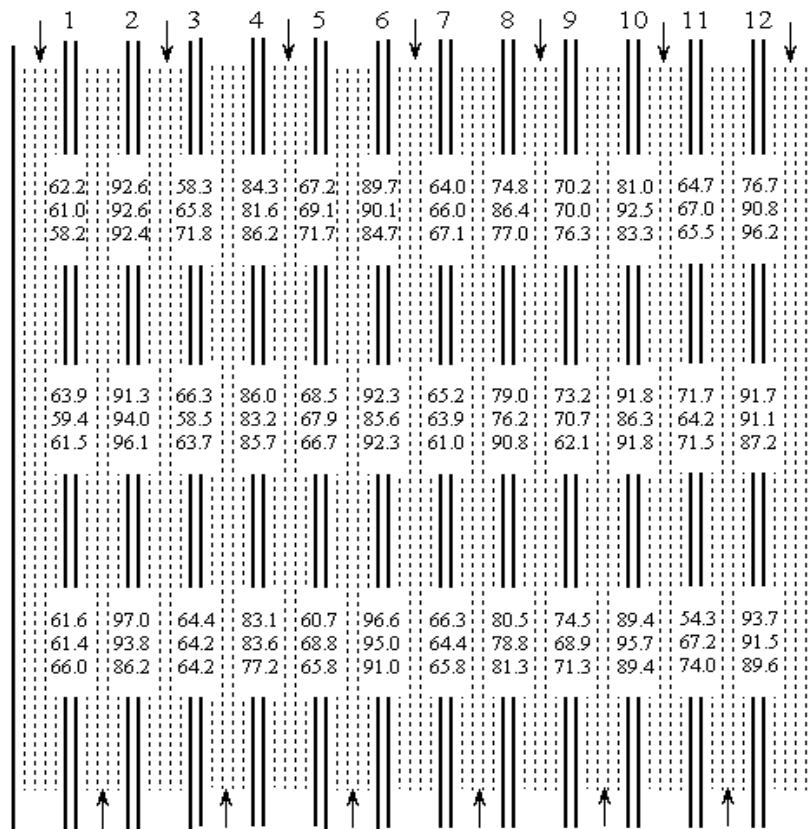 1 2 3 4 5 6 7 8 9 10 11 12
62.2 92.6 58.3 84.3 67.2 89.7 64.0 74.8 70.2 81.0 64.7 76.7
61.0 92.6 65.8 81.6 69.1 90.1 66.0 86.4 70.0 92.5 67.0 90.8
58.2 92.4 71.8 86.2 71.7 84.7 67.1 77.0 76.3 83.3 65.5 96.2
63.9 91.3 66.3 86.0 68.5 92.3 65.2 79.0 73.2 91.8 71.7 91.7
59.4 94.0 58.5 83.2 67.9 85.6 63.9 76.2 70.7 86.3 64.2 91.1
61.5 96.1 63.7 85.7 66.7 92.3 61.0 90.8 62.1 91.8 71.5 87.2
61.6 97.0 64.4 83.1 60.7 96.6 66.3 80.5 74.5 89.4 54.3 93.7
61.4 93.8 64.2 83.6 68.8 95.0 64.4 78.8 68.9 95.7 67.2 91.5
66.0 86.2 64.2 77.2 65.8 91.0 65.8 81.3 71.3 89.4 74.0 89.6